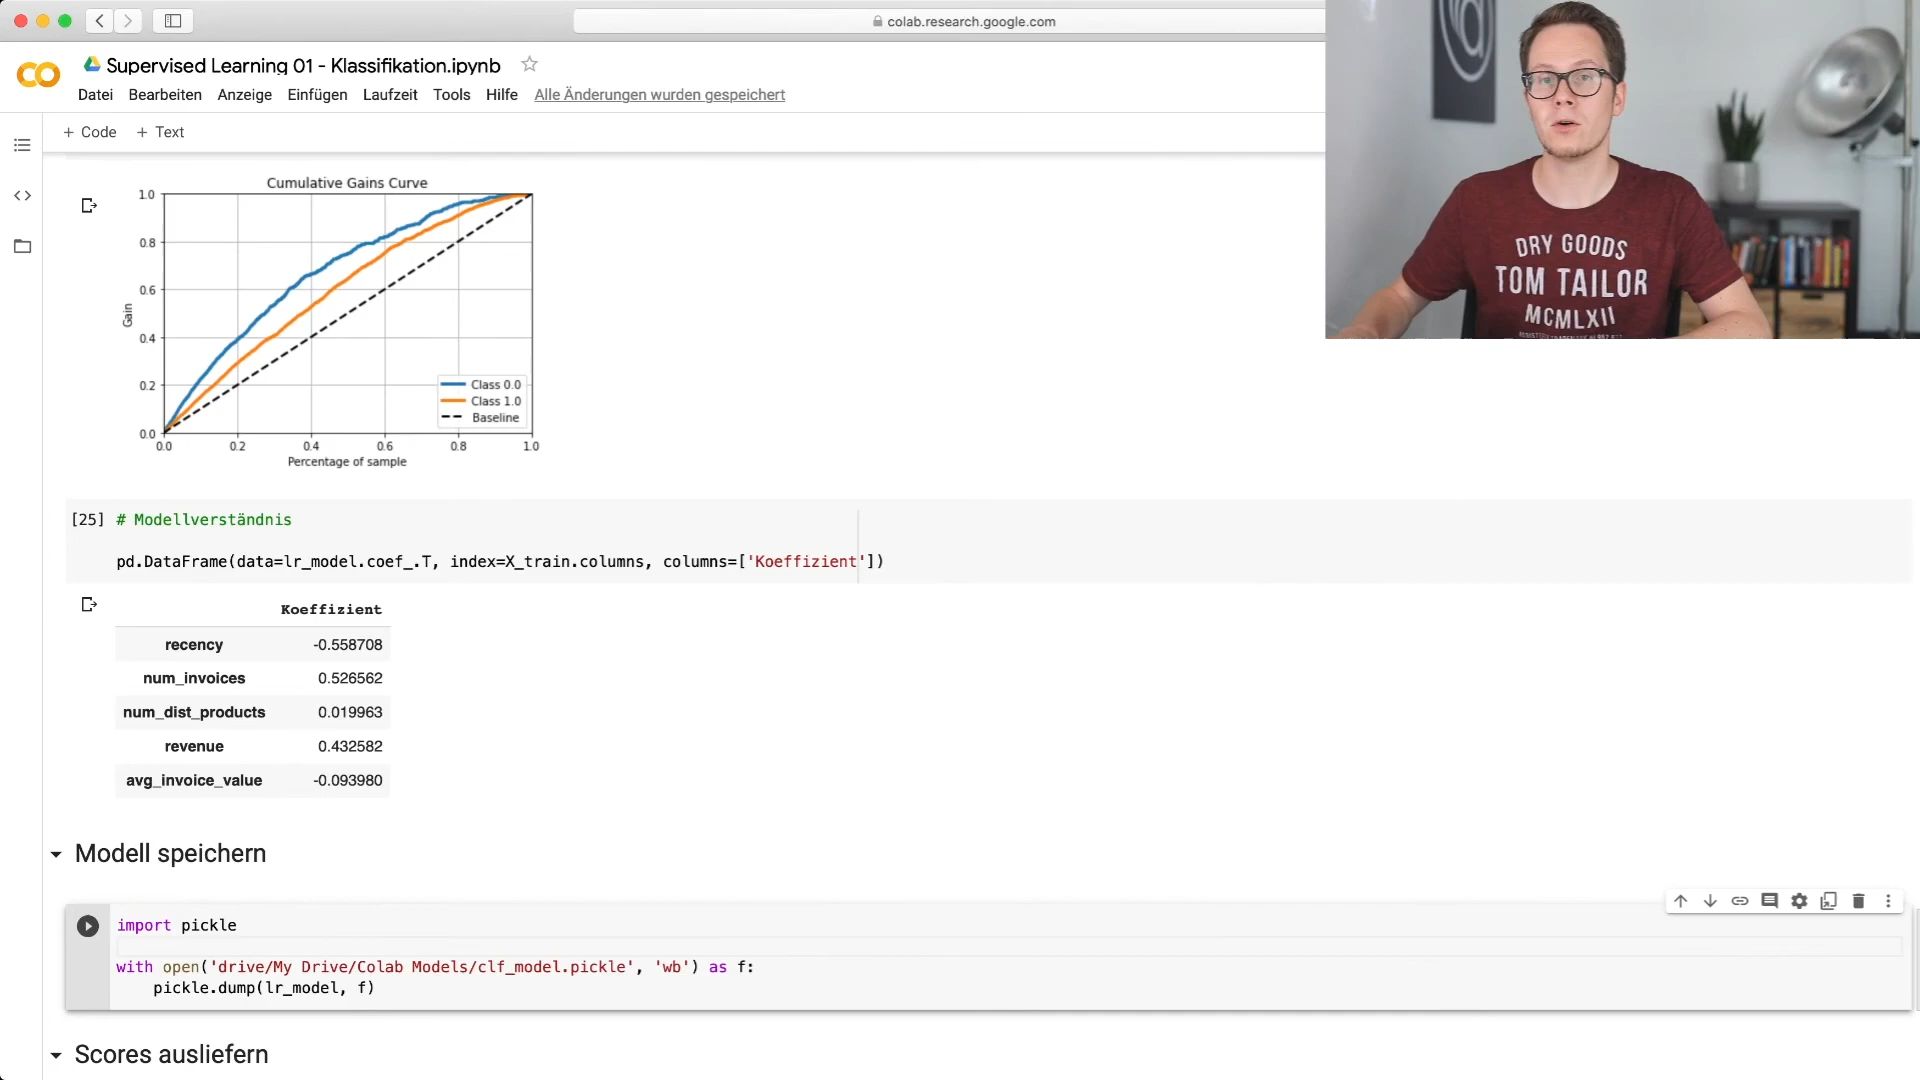 colab.research.google.com
Supervised Learning 01 - Klassifikation.ipynb
Datei Bearbeiten Anzeige Einfügen Laufzeit Tools Hilfe Alle Änderungen wurden gespeichert
+ Code + Text
Cumulative Gains Curve
1.0
0.8
0.6
0.4
0.2
0.0
Gain
Class 0.0
Class 1.0
Baseline
0.0 0.2 0.4 0.6 0.8 1.0
Percentage of sample
DRY GOODS
TOM TAILOR
MCMLXII
[25] # Modellverständnis
pd.DataFrame(data=lr_model.coef_.T, index=X_train.columns, columns=['Koeffizient'])
Koeffizient
recency -0.558708
num_invoices 0.526562
num_dist_products 0.019963
revenue 0.432582
avg_invoice_value -0.093980
Modell speichern
import pickle
with open('drive/My Drive/Colab Models/clf_model.pickle', 'wb') as f:
pickle.dump(lr_model, f)
Scores ausliefern